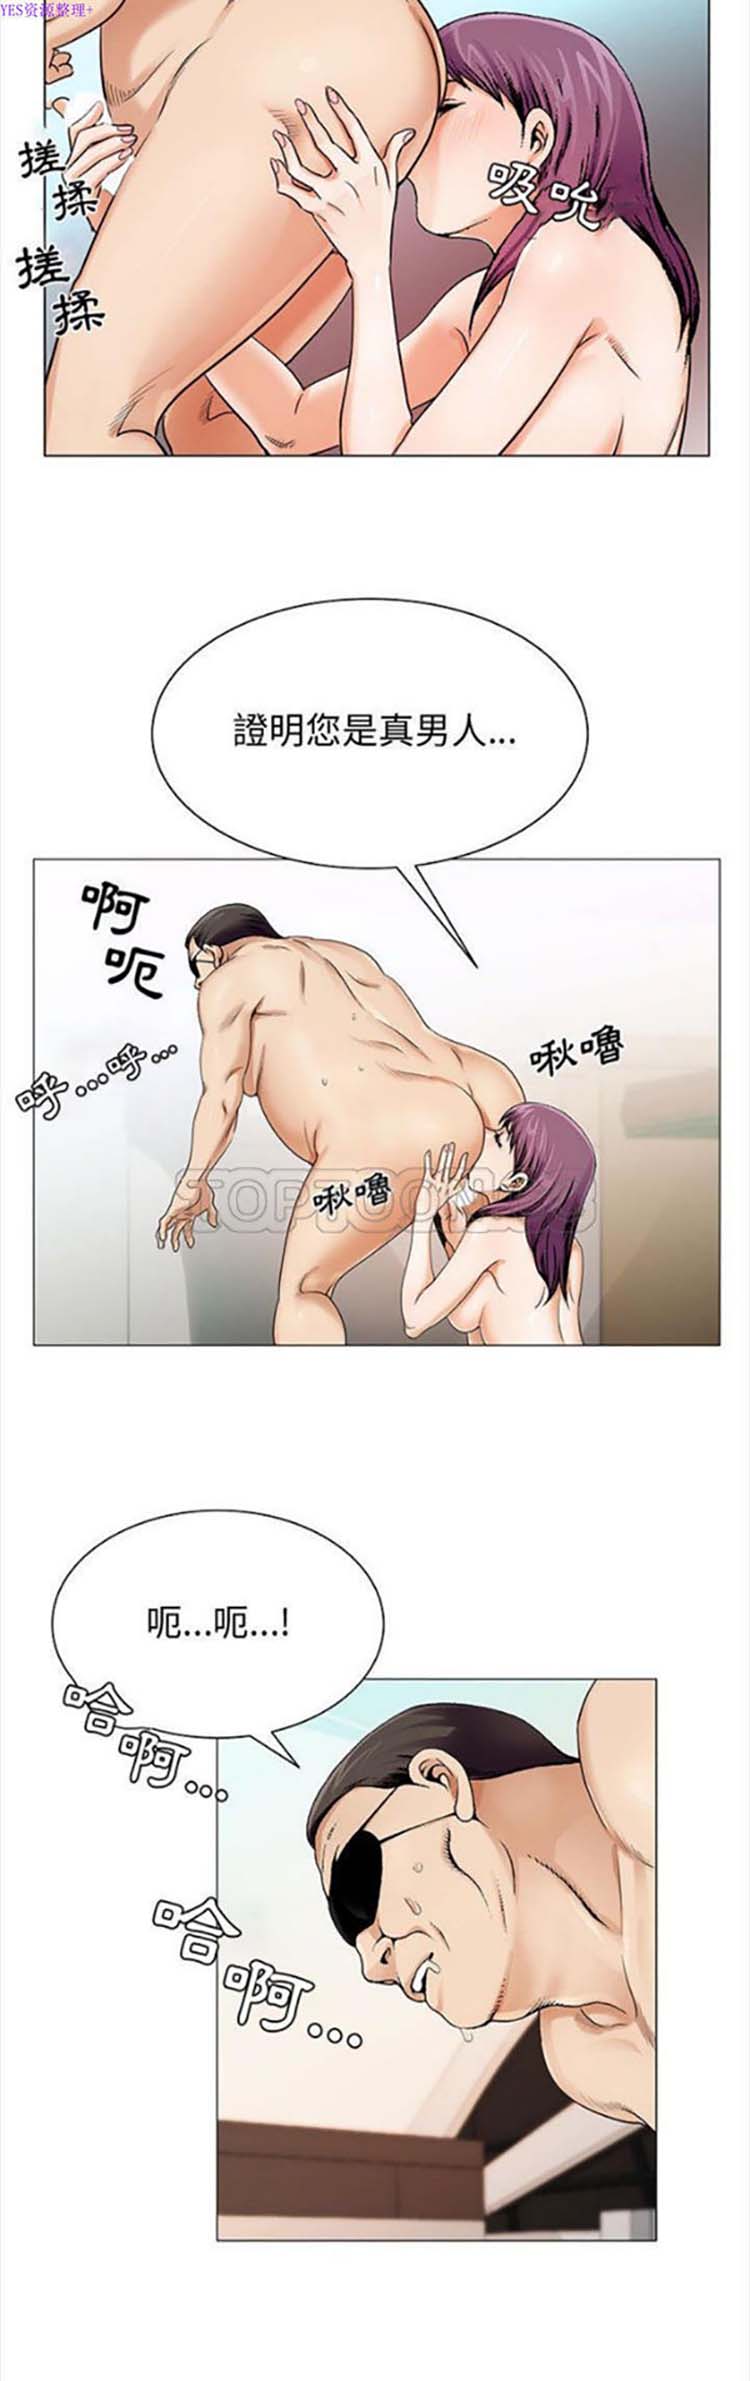 YES资源整理+
搓揉
搓揉
吸吮
證明您是真男人...
啊呃
呼...呼...
啾嚕
啾嚕
TOPTOON
呃...呃...!
哈啊...
哈啊...